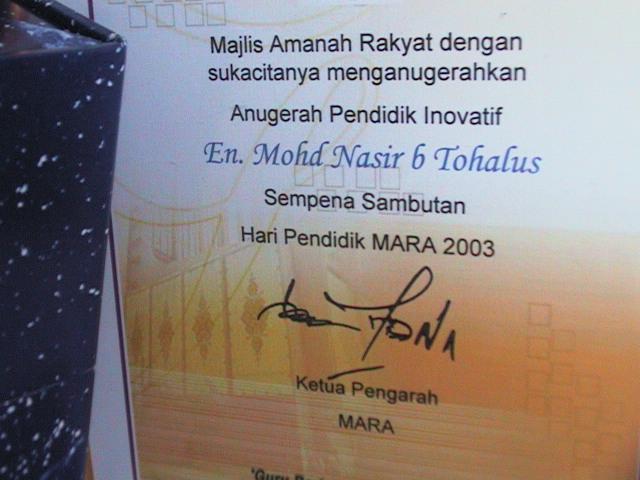 Majlis Amanah Rakyat dengan
sukacitanya menganugerahkan
Anugerah Pendidik Inovatif
En. Mohd Nasir b Tohalus
Sempena Sambutan
Hari Pendidik MARA 2003
Ketua Pengarah
MARA
'Guru